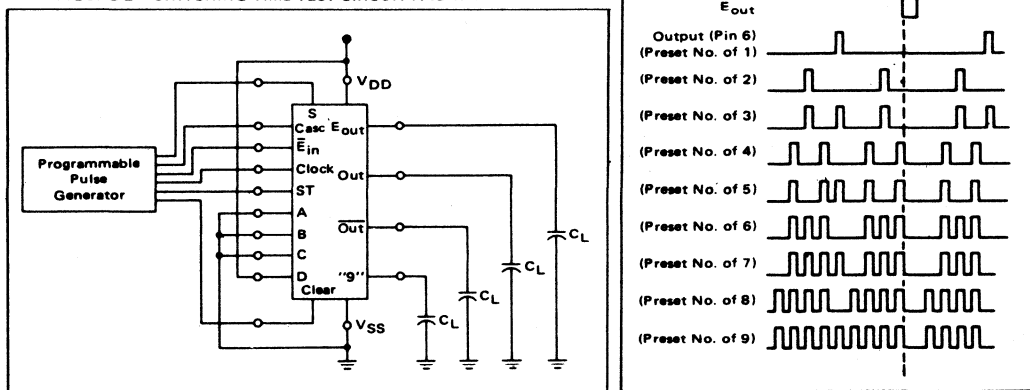 VDD
S
Casc Eout
Ein
Programmable
Pulse
Generator
Clock Out
ST
A
B
Out
C
D "9"
Clear
VSS
CL
CL
CL
CL
Eout
Output (Pin 6)
(Preset No. of 1)
(Preset No. of 2)
(Preset No. of 3)
(Preset No. of 4)
(Preset No. of 5)
(Preset No. of 6)
(Preset No. of 7)
(Preset No. of 8)
(Preset No. of 9)